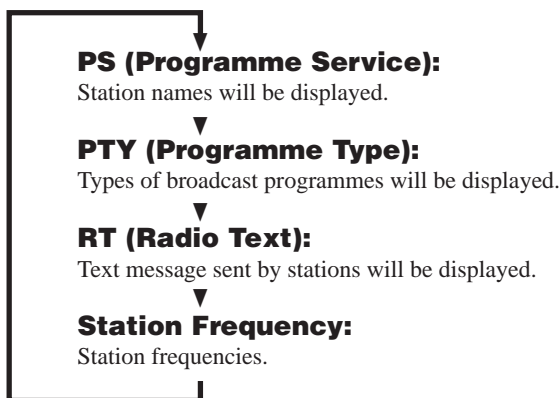 PS (Programme Service):
Station names will be displayed.
PTY (Programme Type):
Types of broadcast programmes will be displayed.
RT (Radio Text):
Text message sent by stations will be displayed.
Station Frequency:
Station frequencies.